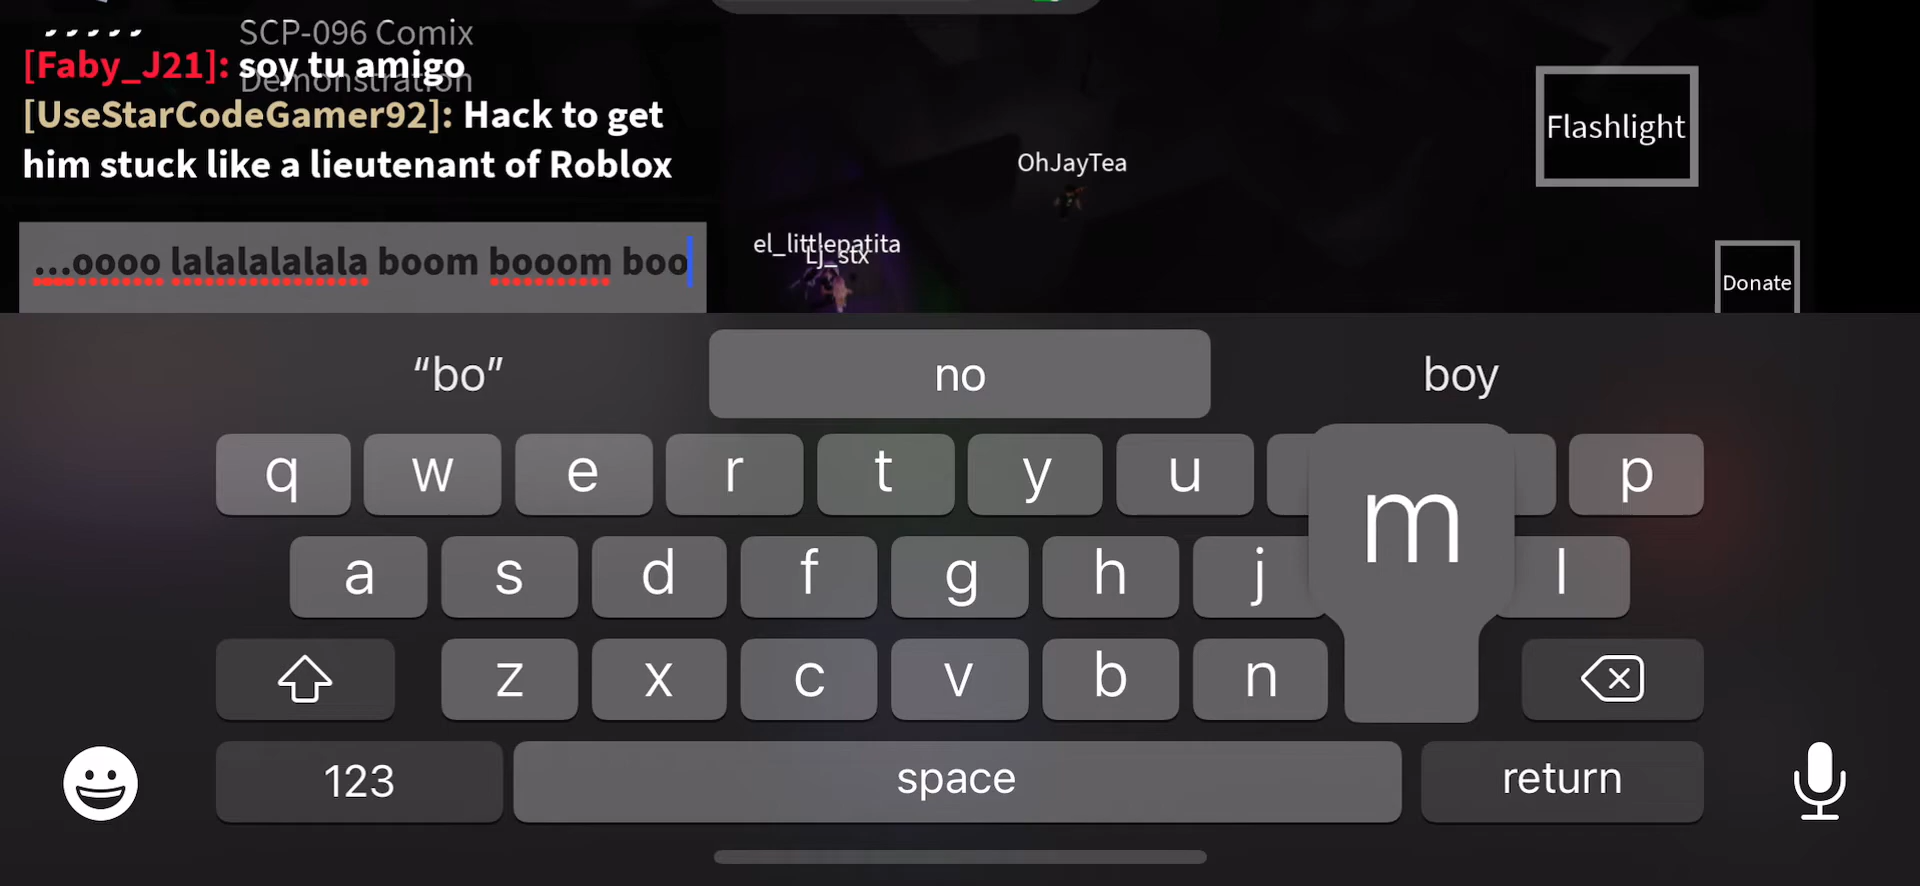 SCP-096 Comix
Demonstration
[Faby_J21]: soy tu amigo
[UseStarCodeGamer92]: Hack to get
him stuck like a lieutenant of Roblox
...oooo lalalalalala boom booom boo
OhJayTea
el_littlepatita
Lj_stx
Flashlight
Donate
“bo” no boy
q w e r t y u p
a s d f g h j l
m
z x c v b n
123 space return